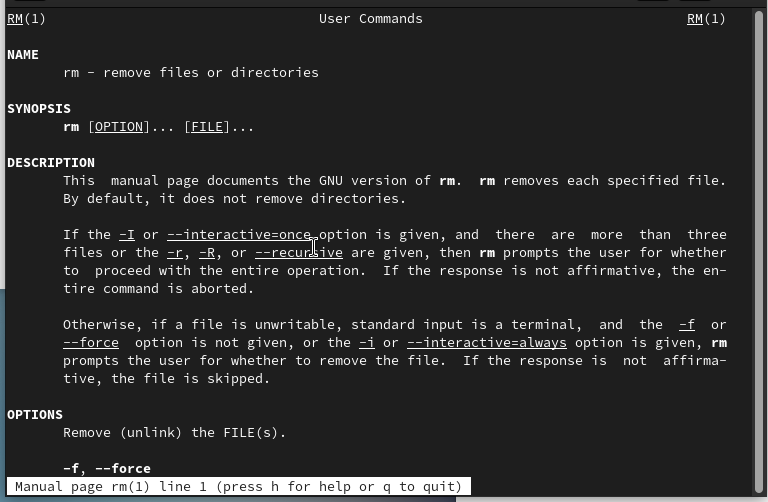 RM(1) User Commands RM(1)
NAME
rm - remove files or directories
SYNOPSIS
rm [OPTION]... [FILE]...
DESCRIPTION
This manual page documents the GNU version of rm. rm removes each specified file.
By default, it does not remove directories.
If the -I or --interactive=once option is given, and there are more than three
files or the -r, -R, or --recursive are given, then rm prompts the user for whether
to proceed with the entire operation. If the response is not affirmative, the en-
tire command is aborted.
Otherwise, if a file is unwritable, standard input is a terminal, and the -f or
--force option is not given, or the -i or --interactive=always option is given, rm
prompts the user for whether to remove the file. If the response is not affirma-
tive, the file is skipped.
OPTIONS
Remove (unlink) the FILE(s).
-f, --force
Manual page rm(1) line 1 (press h for help or q to quit)